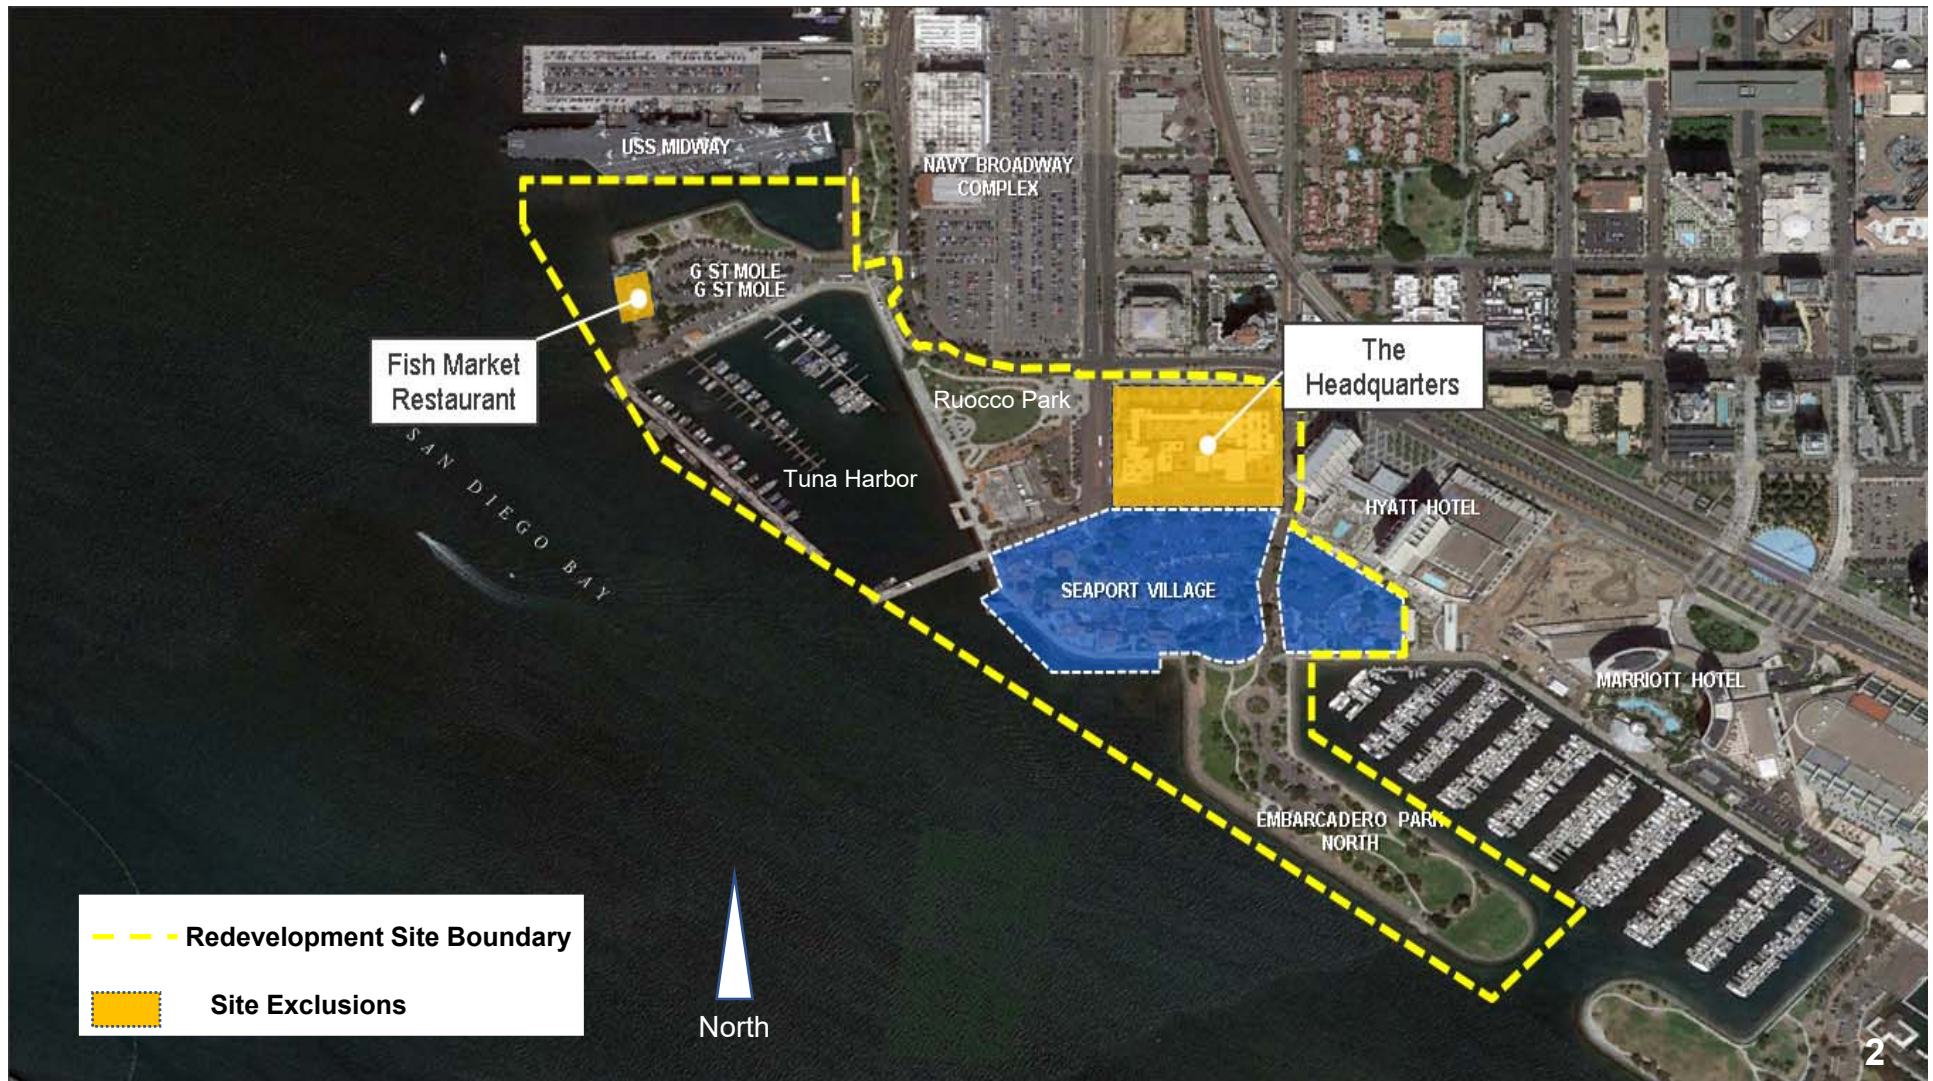 USS MIDWAY
NAVY BROADWAY
COMPLEX
G ST MOLE
G ST MOLE
Fish Market
Restaurant
The
Headquarters
Ruocco Park
Tuna Harbor
SAN DIEGO BAY
HYATT HOTEL
SEAPORT VILLAGE
MARRIOTT HOTEL
EMBARCADERO PARK
NORTH
Redevelopment Site Boundary
Site Exclusions
North
2